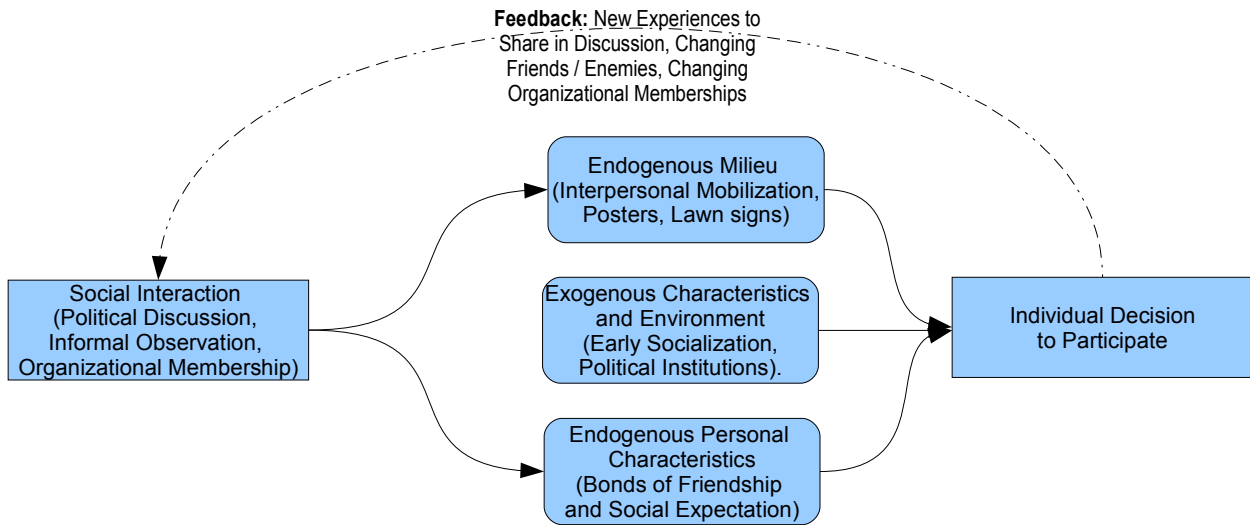 Feedback: New Experiences to
Share in Discussion, Changing
Friends / Enemies, Changing
Organizational Memberships
Endogenous Milieu
(Interpersonal Mobilization,
Posters, Lawn signs)
Social Interaction
(Political Discussion,
Informal Observation,
Organizational Membership)
Exogenous Characteristics
and Environment
(Early Socialization,
Political Institutions).
Individual Decision
to Participate
Endogenous Personal
Characteristics
(Bonds of Friendship
and Social Expectation)